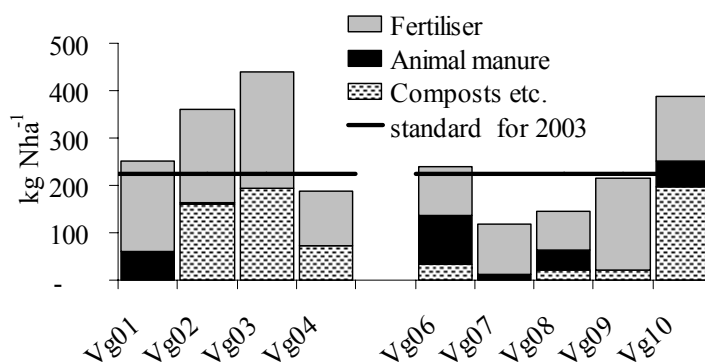 Fertiliser
Animal manure
Composts etc.
standard for 2003
kg Nha-1
500
400
300
200
100
-
Vg01 Vg02 Vg03 Vg04 Vg06 Vg07 Vg08 Vg09 Vg10